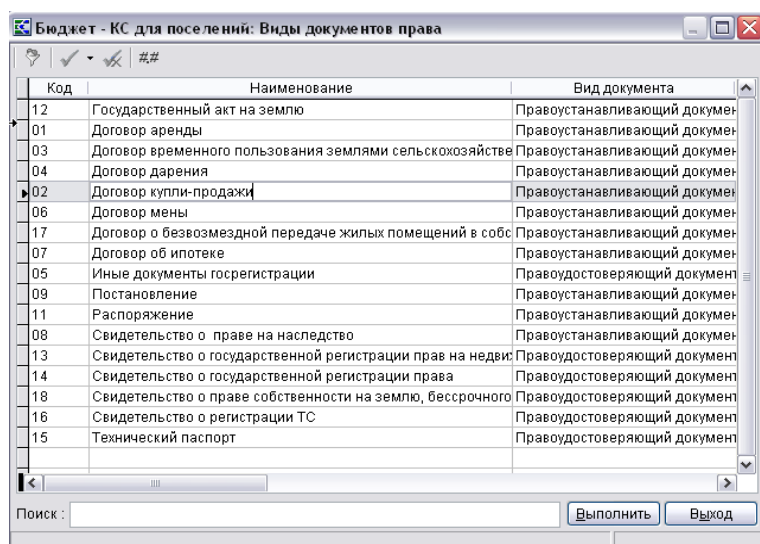 Бюджет - КС для поселений: Виды документов права
#,#
Код Наименование Вид документа
12 Государственный акт на землю Правоустанавливающий докумен
01 Договор аренды Правоустанавливающий докумен
03 Договор временного пользования землями сельскохозяйстве Правоустанавливающий докумен
04 Договор дарения Правоустанавливающий докумен
02 Договор купли-продажи Правоустанавливающий докумен
06 Договор мены Правоустанавливающий докумен
17 Договор о безвозмездной передаче жилых помещений в собс Правоустанавливающий докумен
07 Договор об ипотеке Правоустанавливающий докумен
05 Иные документы госрегистрации Правоудостоверяющий документ
09 Постановление Правоустанавливающий докумен
11 Распоряжение Правоустанавливающий докумен
08 Свидетельство о праве на наследство Правоустанавливающий докумен
13 Свидетельство о государственной регистрации прав на недви Правоудостоверяющий документ
14 Свидетельство о государственной регистрации права Правоудостоверяющий документ
18 Свидетельство о праве собственности на землю, бессрочного Правоудостоверяющий документ
16 Свидетельство о регистрации ТС Правоудостоверяющий документ
15 Технический паспорт Правоудостоверяющий документ
Поиск : Выполнить Выход